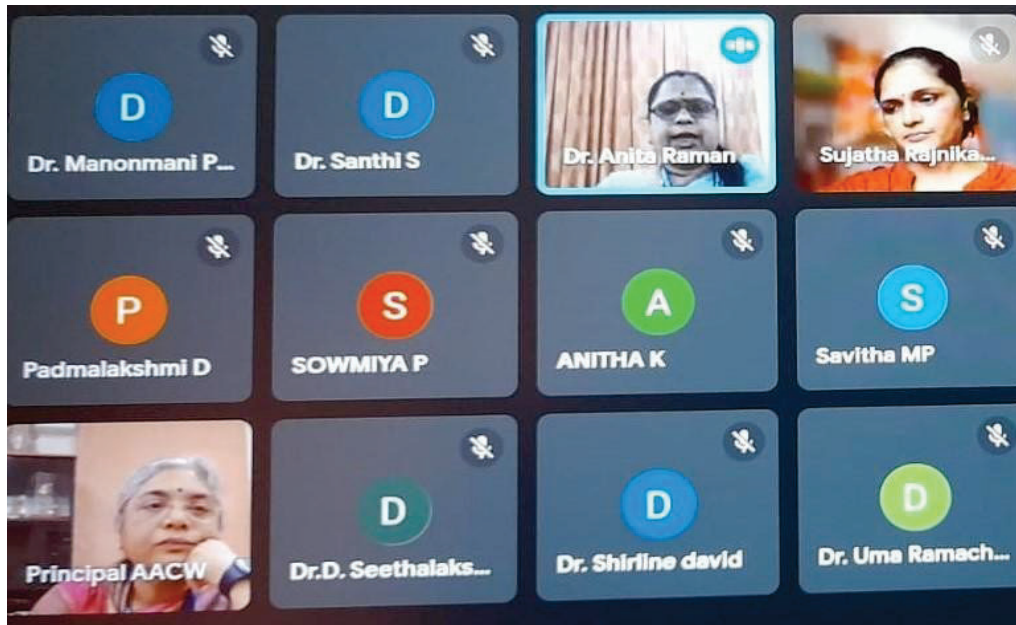 D
Dr. Manonmani P...
D
Dr. Santhi S
Dr. Anita Raman
Sujatha Rajnika...
P
Padmalakshmi D
S
SOWMIYA P
A
ANITHA K
S
Savitha MP
Principal AACW
D
Dr.D. Seethalaks...
D
Dr. Shirline david
D
Dr. Uma Ramach...